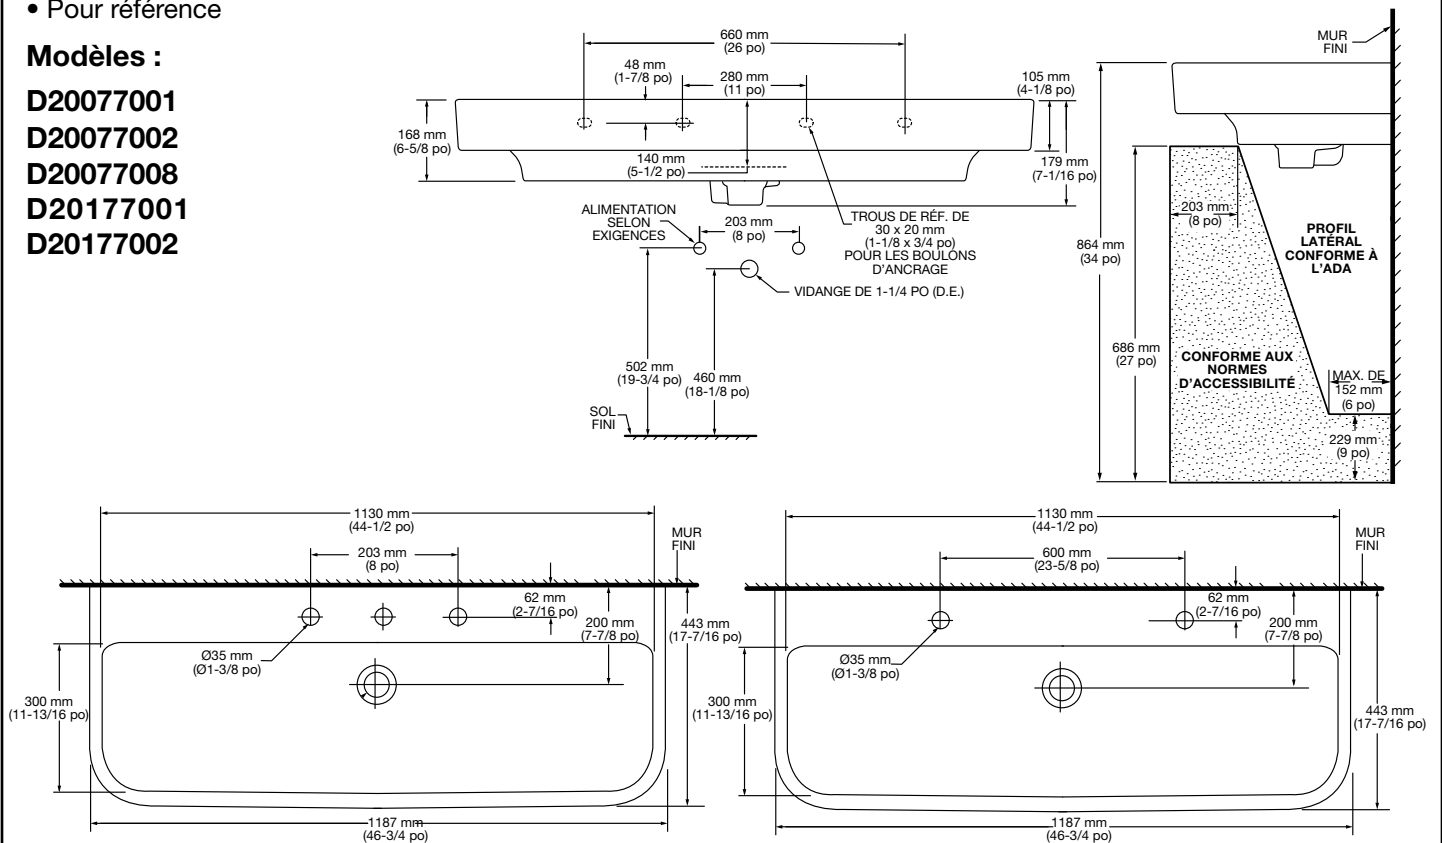 • Pour référence
Modèles :
D20077001
D20077002
D20077008
D20177001
D20177002
660 mm
(26 po)
48 mm
(1-7/8 po)
280 mm
(11 po)
105 mm
(4-1/8 po)
168 mm
(6-5/8 po)
140 mm
(5-1/2 po)
179 mm
(7-1/16 po)
ALIMENTATION
SELON
EXIGENCES
203 mm
(8 po)
TROUS DE RÉF. DE
30 x 20 mm
(1-1/8 x 3/4 po)
POUR LES BOULONS
D'ANCRAGE
VIDANGE DE 1-1/4 PO (D.E.)
502 mm
(19-3/4 po)
460 mm
(18-1/8 po)
SOL
FINI
MUR
FINI
203 mm
(8 po)
864 mm
(34 po)
PROFIL
LATÉRAL
CONFORME À
L'ADA
686 mm
(27 po)
CONFORME AUX
NORMES
D'ACCESSIBILITÉ
MAX. DE
152 mm
(6 po)
229 mm
(9 po)
1130 mm
(44-1/2 po)
203 mm
(8 po)
MUR
FINI
62 mm
(2-7/16 po)
200 mm
(7-7/8 po)
443 mm
(17-7/16 po)
Ø35 mm
(Ø1-3/8 po)
300 mm
(11-13/16 po)
1187 mm
(46-3/4 po)
1130 mm
(44-1/2 po)
600 mm
(23-5/8 po)
MUR
FINI
62 mm
(2-7/16 po)
200 mm
(7-7/8 po)
Ø35 mm
(Ø1-3/8 po)
300 mm
(11-13/16 po)
443 mm
(17-7/16 po)
1187 mm
(46-3/4 po)